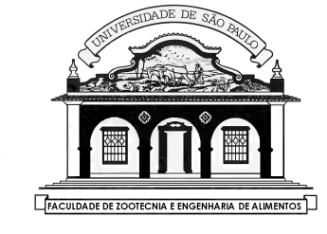 UNIVERSIDADE DE SÃO PAULO
FACULDADE DE ZOOTECNIA E ENGENHARIA DE ALIMENTOS